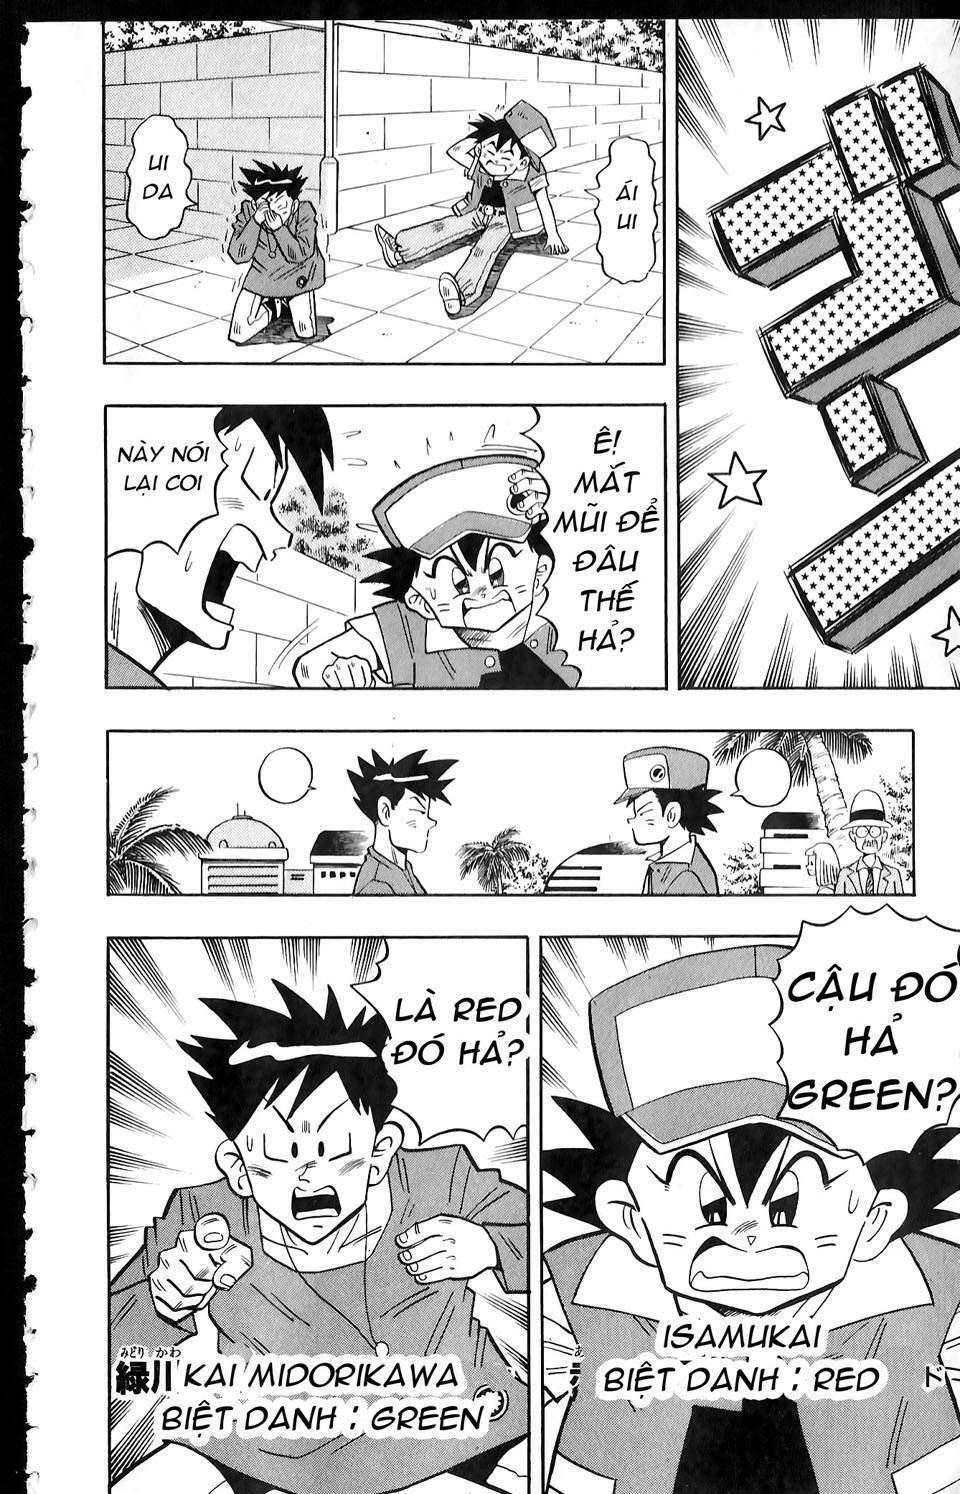 ÁI
UI
UI
DA
Ê!
MẮT
MŨI ĐỂ
ĐÂU
THẾ
HẢ?
NÀY NÓI
LẠI COI
CẬU ĐÓ
HẢ
GREEN?
ISAMUKAI
BIỆT DANH : RED
ド
LÀ RED
ĐÓ HẢ?
みどり かわ
緑川 KAI MIDORIKAWA
BIỆT DANH : GREEN